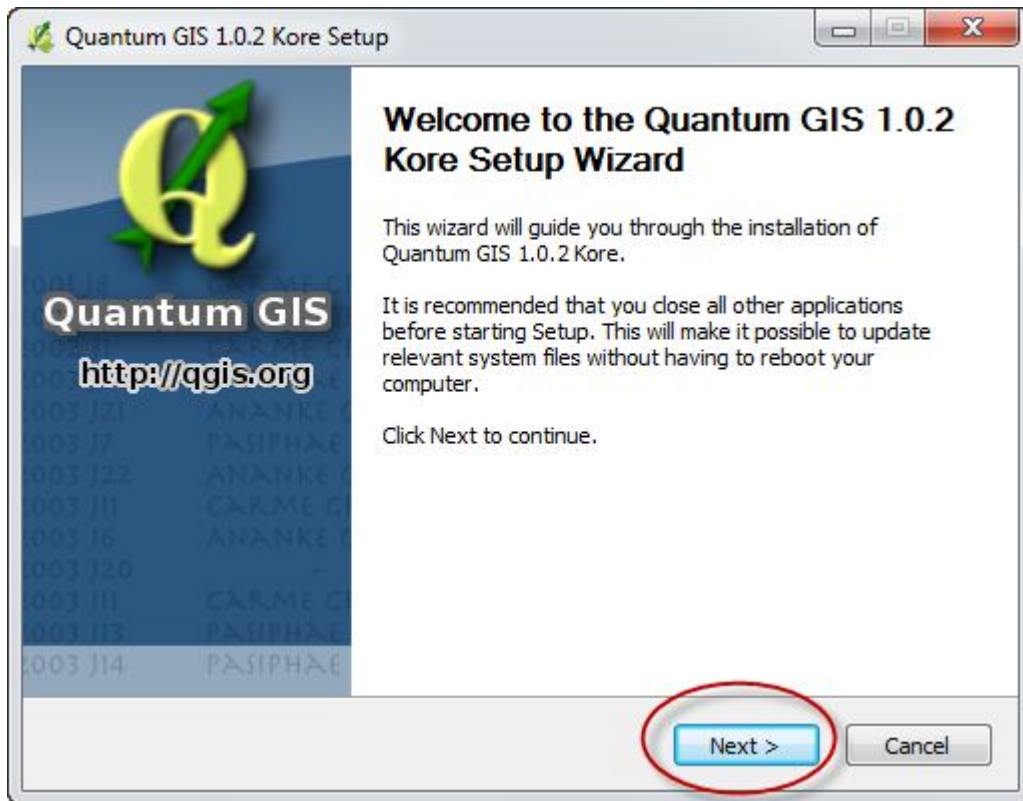 Quantum GIS 1.0.2 Kore Setup
Quantum GIS
http://qgis.org
2003 J21 ANANKE
2003 J7 PASIPHAE
2003 J22 ANANKE
2003 J11 CARME
2003 J6 ANANKE
2003 J20 -
2003 J11 CARME
2003 J13 PASIPHAE
2003 J14 PASIPHAE
Welcome to the Quantum GIS 1.0.2
Kore Setup Wizard
This wizard will guide you through the installation of
Quantum GIS 1.0.2 Kore.
It is recommended that you close all other applications
before starting Setup. This will make it possible to update
relevant system files without having to reboot your
computer.
Click Next to continue.
Next >
Cancel